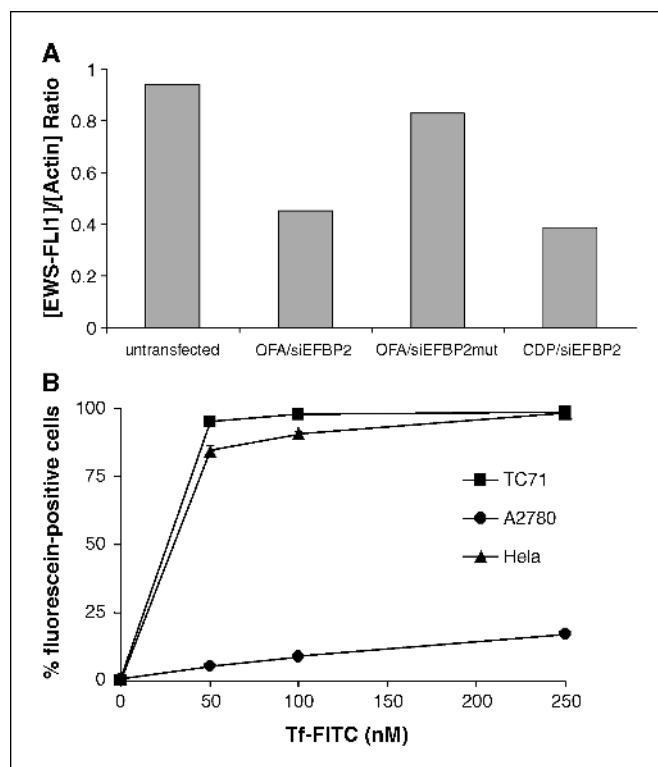 A
[EWS-FLI1]/[Actin] Ratio
1
0.8
0.6
0.4
0.2
0
untransfected
OFA/siEFBP2
OFA/siEFBP2mut
CDP/siEFBP2
B
% fluorescein-positive cells
100
75
50
25
0
TC71
A2780
Hela
0
50
100
150
200
250
Tf-FITC (nM)